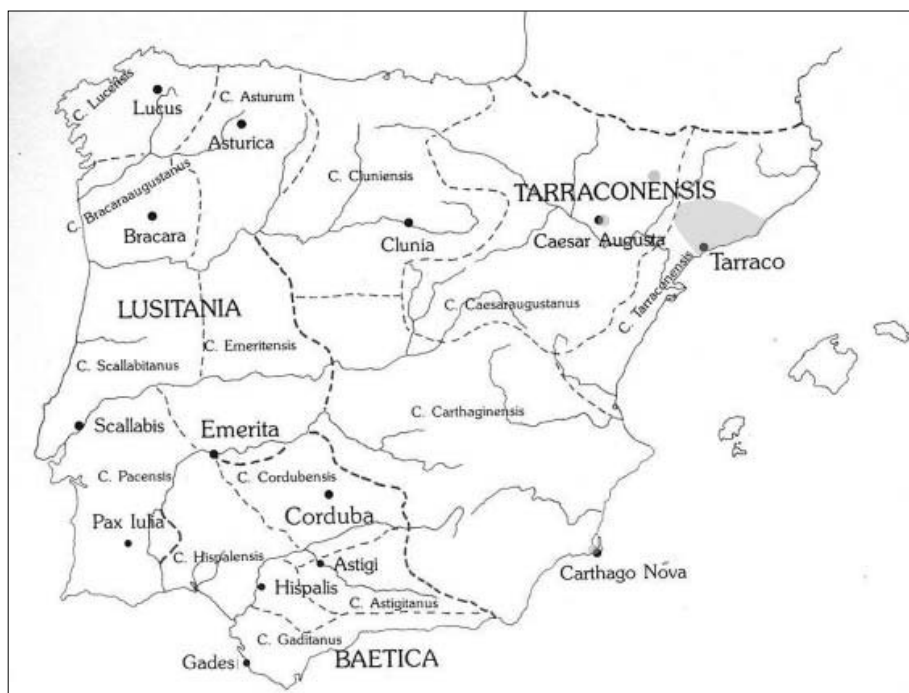 C. Lucensis
Lucus
C. Asturum
Asturica
C. Bracaraaugustanus
Bracara
C. Cluniensis
Clunia
TARRACONENSIS
Caesar Augusta
Tarraco
C. Tarraconensis
C. Caesaraugustanus
LUSITANIA
C. Scallabitanus
C. Emeritensis
C. Carthaginensis
Scallabis
Emerita
C. Pacensis
C. Cordubensis
Pax Iulia
Corduba
C. Hispalensis
Astigi
Carthago Nova
Hispalis
C. Astigitanus
C. Gaditanus
Gades
BAETICA